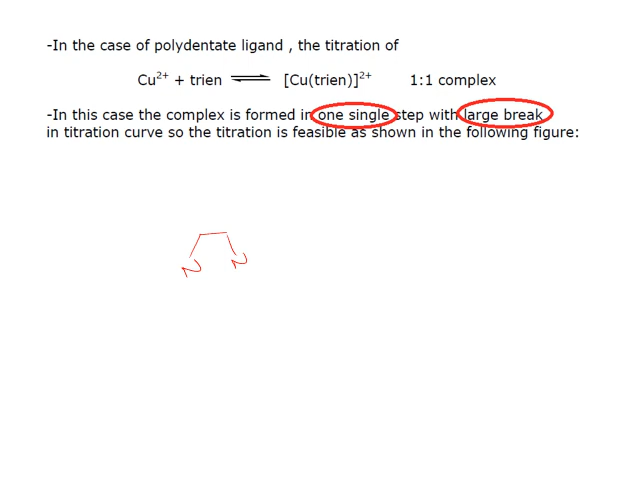 -In the case of polydentate ligand , the titration of
Cu²⁺ + trien ⇌ [Cu(trien)]²⁺ 1:1 complex
-In this case the complex is formed in one single step with large break
in titration curve so the titration is feasible as shown in the following figure:
N N